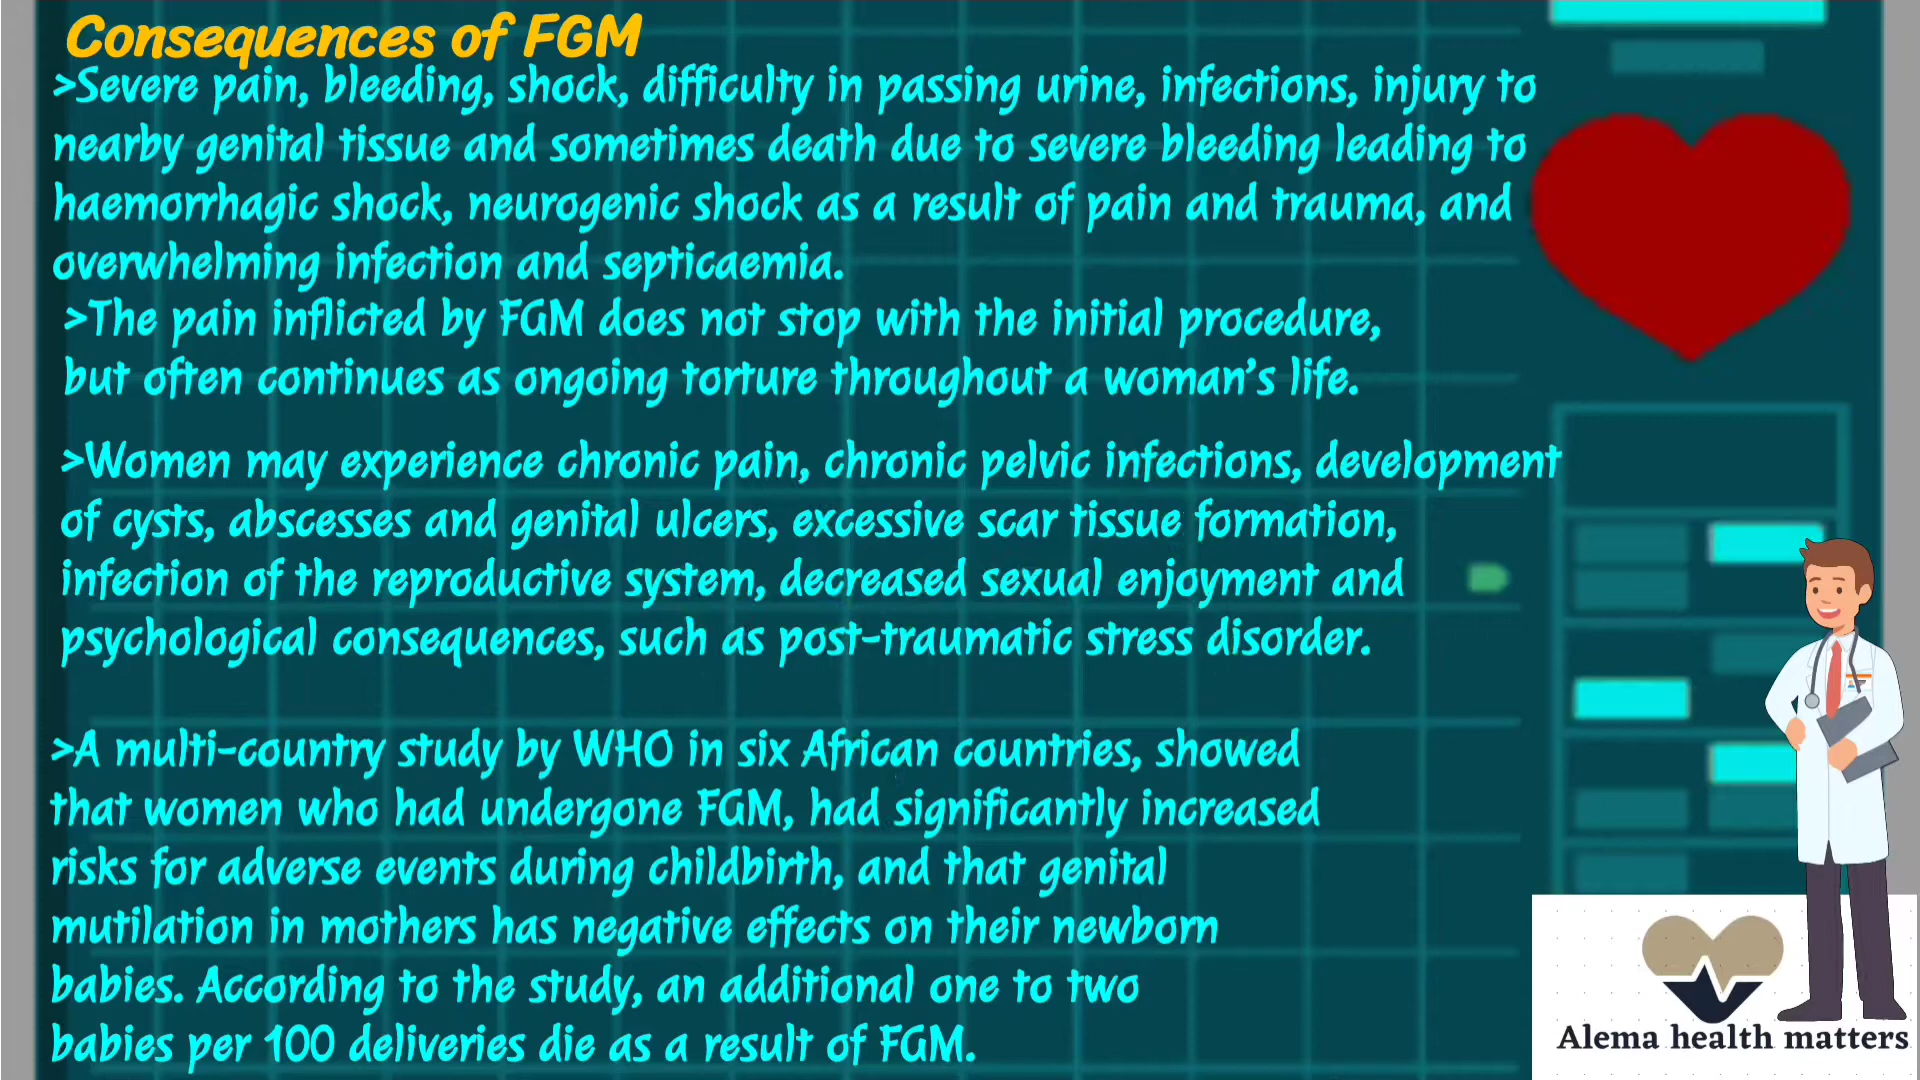 Consequences of FGM
>Severe pain, bleeding, shock, difficulty in passing urine, infections, injury to
nearby genital tissue and sometimes death due to severe bleeding leading to
haemorrhagic shock, neurogenic shock as a result of pain and trauma, and
overwhelming infection and septicaemia.
>The pain inflicted by FGM does not stop with the initial procedure,
but often continues as ongoing torture throughout a woman's life.
>Women may experience chronic pain, chronic pelvic infections, development
of cysts, abscesses and genital ulcers, excessive scar tissue formation,
infection of the reproductive system, decreased sexual enjoyment and
psychological consequences, such as post-traumatic stress disorder.
>A multi-country study by WHO in six African countries, showed
that women who had undergone FGM, had significantly increased
risks for adverse events during childbirth, and that genital
mutilation in mothers has negative effects on their newborn
babies. According to the study, an additional one to two
babies per 100 deliveries die as a result of FGM.
Alema health matters